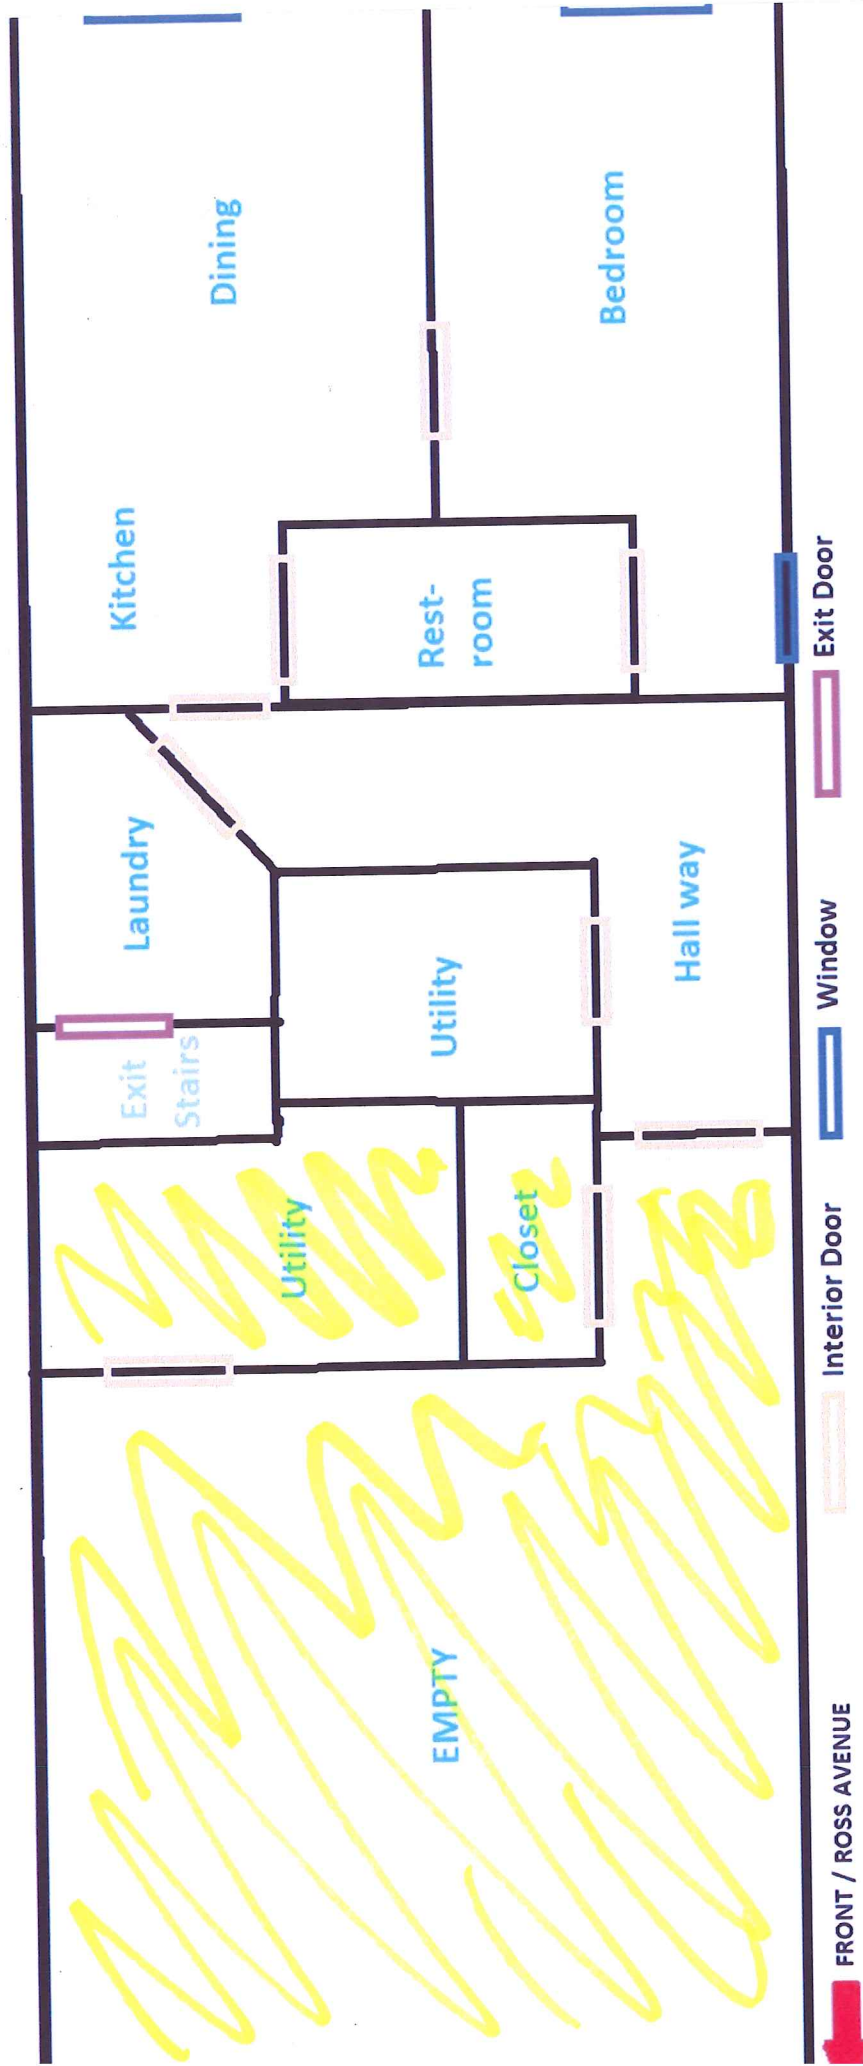 Kitchen
Dining
Laundry
Exit
Stairs
Utility
Rest-
room
EMPTY
Utility
Closet
Bedroom
Hall way
FRONT / ROSS AVENUE
Interior Door
Window
Exit Door